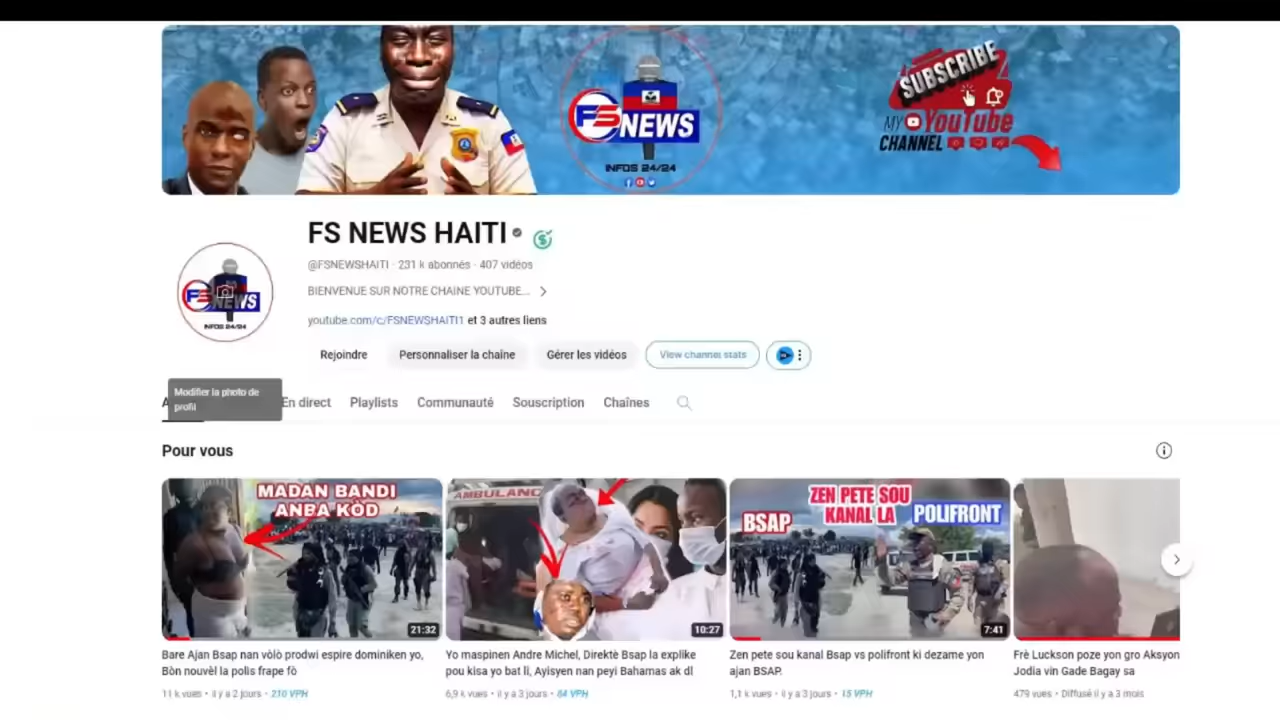 SUBSCRIBE
MY YouTube
CHANNEL
FS NEWS
INFOS 24/24
FS NEWS HAITI
@FSNEWSHAITI · 231 k abonnés · 407 vidéos
BIENVENUE SUR NOTRE CHAINE YOUTUBE...
youtube.com/c/FSNEWSHAITI1 et 3 autres liens
FS NEWS
INFOS 24/24
Rejoindre Personnaliser la chaîne Gérer les vidéos View channel stats
Modifier la photo de
profil
A En direct Playlists Communauté Souscription Chaînes
Pour vous
MADAN BANDI
ANBA KÒD
21:32
AMBULANC
10:27
ZEN PETE SOU
KANAL LA
BSAP
POLIFRONT
7:41
Bare Ajan Bsap nan vòlò prodwi espire dominiken yo,
Bòn nouvèl la polis frape fò
11 k vues · il y a 2 jours · 210 VPH
Yo maspinen Andre Michel, Direktè Bsap la explike
pou kisa yo bat li, Ayisyen nan peyi Bahamas ak dl
6,9 k vues · il y a 3 jours · 84 VPH
Zen pete sou kanal Bsap vs polifront ki dezame yon
ajan BSAP.
1,1 k vues · il y a 3 jours · 15 VPH
Frè Luckson poze yon gro Aksyon
Jodia vin Gade Bagay sa
479 vues · Diffusé il y a 3 mois